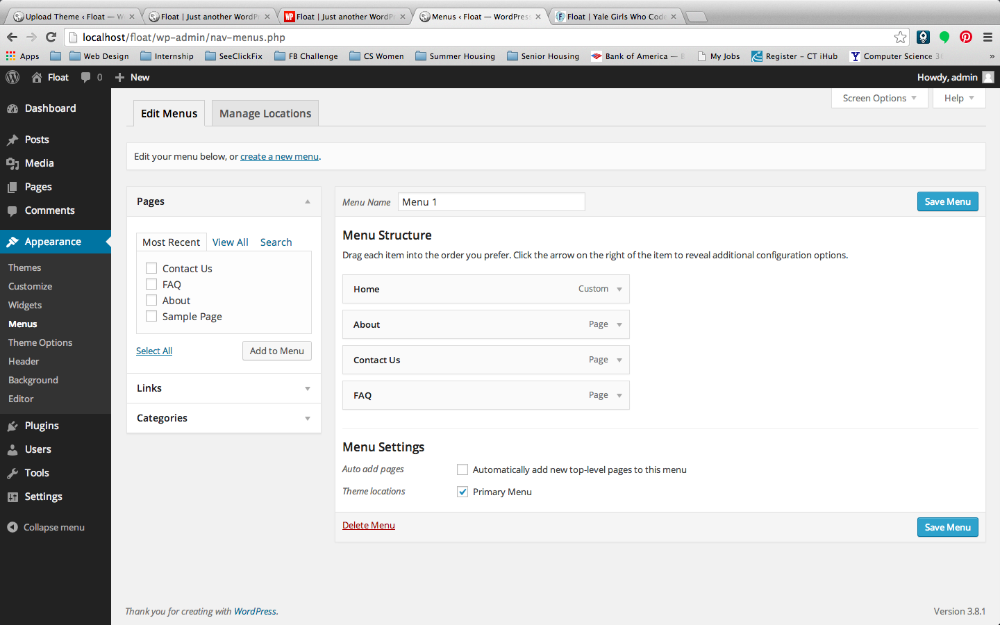 Upload Theme ‹ Float — W
Float | Just another WordPr
WP Float | Just another WordPr
Menus ‹ Float — WordPress
F Float | Yale Girls Who Code
localhost/float/wp-admin/nav-menus.php
Apps Web Design Internship SeeClickFix FB Challenge CS Women Summer Housing Senior Housing Bank of America — B My Jobs Register – CT iHub Y Computer Science 36 »
Float 0 + New Howdy, admin
Dashboard
Posts
Media
Pages
Comments
Appearance
Themes
Customize
Widgets
Menus
Theme Options
Header
Background
Editor
Plugins
Users
Tools
Settings
Collapse menu
Screen Options Help
Edit Menus Manage Locations
Edit your menu below, or create a new menu.
Pages
Most Recent View All Search
Contact Us
FAQ
About
Sample Page
Select All Add to Menu
Links
Categories
Menu Name Menu 1 Save Menu
Menu Structure
Drag each item into the order you prefer. Click the arrow on the right of the item to reveal additional configuration options.
Home Custom
About Page
Contact Us Page
FAQ Page
Menu Settings
Auto add pages Automatically add new top-level pages to this menu
Theme locations Primary Menu
Delete Menu Save Menu
Thank you for creating with WordPress. Version 3.8.1